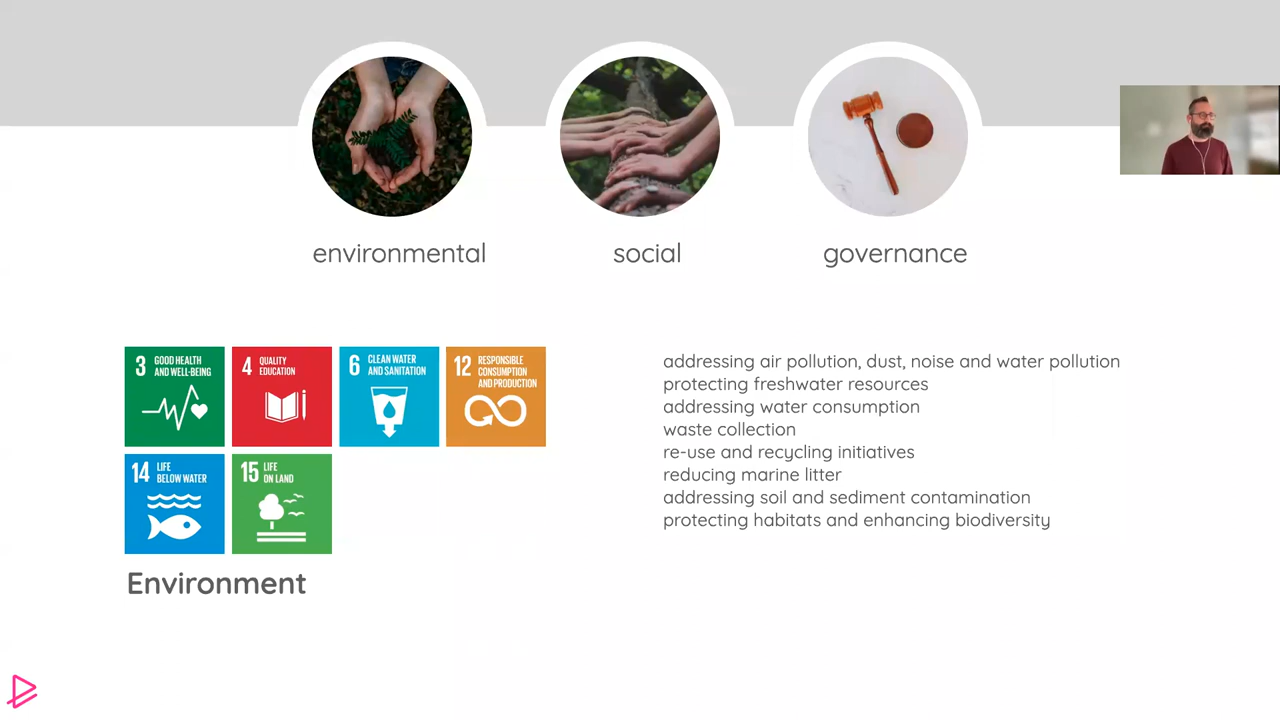 environmental
social
governance
3 GOOD HEALTH
AND WELL-BEING
4 QUALITY
EDUCATION
6 CLEAN WATER
AND SANITATION
12 RESPONSIBLE
CONSUMPTION
AND PRODUCTION
14 LIFE
BELOW WATER
15 LIFE
ON LAND
Environment
addressing air pollution, dust, noise and water pollution
protecting freshwater resources
addressing water consumption
waste collection
re-use and recycling initiatives
reducing marine litter
addressing soil and sediment contamination
protecting habitats and enhancing biodiversity